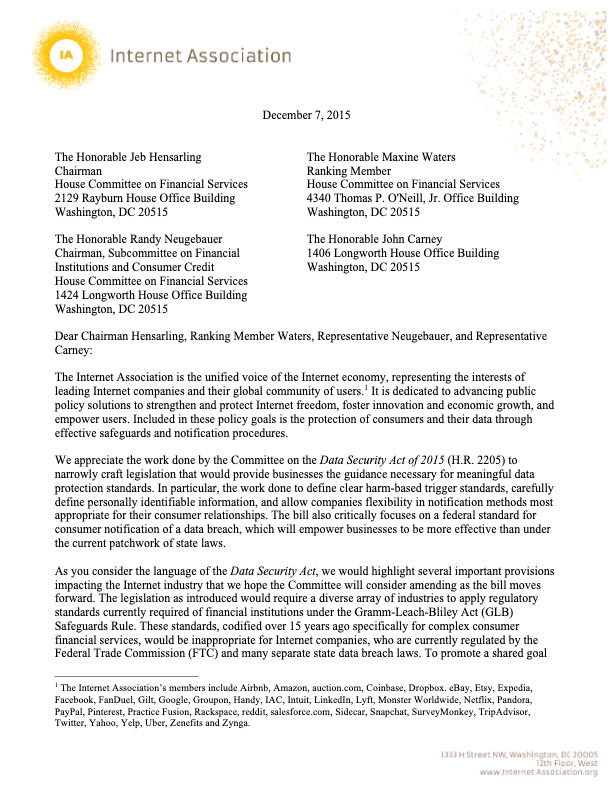 IA
Internet Association
December 7, 2015
The Honorable Jeb Hensarling
Chairman
House Committee on Financial Services
2129 Rayburn House Office Building
Washington, DC 20515
The Honorable Maxine Waters
Ranking Member
House Committee on Financial Services
4340 Thomas P. O'Neill, Jr. Office Building
Washington, DC 20515
The Honorable Randy Neugebauer
Chairman, Subcommittee on Financial
Institutions and Consumer Credit
House Committee on Financial Services
1424 Longworth House Office Building
Washington, DC 20515
The Honorable John Carney
1406 Longworth House Office Building
Washington, DC 20515
Dear Chairman Hensarling, Ranking Member Waters, Representative Neugebauer, and Representative
Carney:
The Internet Association is the unified voice of the Internet economy, representing the interests of
leading Internet companies and their global community of users.1 It is dedicated to advancing public
policy solutions to strengthen and protect Internet freedom, foster innovation and economic growth, and
empower users. Included in these policy goals is the protection of consumers and their data through
effective safeguards and notification procedures.
We appreciate the work done by the Committee on the Data Security Act of 2015 (H.R. 2205) to
narrowly craft legislation that would provide businesses the guidance necessary for meaningful data
protection standards. In particular, the work done to define clear harm-based trigger standards, carefully
define personally identifiable information, and allow companies flexibility in notification methods most
appropriate for their consumer relationships. The bill also critically focuses on a federal standard for
consumer notification of a data breach, which will empower businesses to be more effective than under
the current patchwork of state laws.
As you consider the language of the Data Security Act, we would highlight several important provisions
impacting the Internet industry that we hope the Committee will consider amending as the bill moves
forward. The legislation as introduced would require a diverse array of industries to apply regulatory
standards currently required of financial institutions under the Gramm-Leach-Bliley Act (GLB)
Safeguards Rule. These standards, codified over 15 years ago specifically for complex consumer
financial services, would be inappropriate for Internet companies, who are currently regulated by the
Federal Trade Commission (FTC) and many separate state data breach laws. To promote a shared goal
1 The Internet Association's members include Airbnb, Amazon, auction.com, Coinbase, Dropbox. eBay, Etsy, Expedia,
Facebook, FanDuel, Gilt, Google, Groupon, Handy, IAC, Intuit, LinkedIn, Lyft, Monster Worldwide, Netflix, Pandora,
PayPal, Pinterest, Practice Fusion, Rackspace, reddit, salesforce.com, Sidecar, Snapchat, SurveyMonkey, TripAdvisor,
Twitter, Yahoo, Yelp, Uber, Zenefits and Zynga.
1333 H Street NW, Washington, DC 20005
12th Floor, West
www.InternetAssociation.org